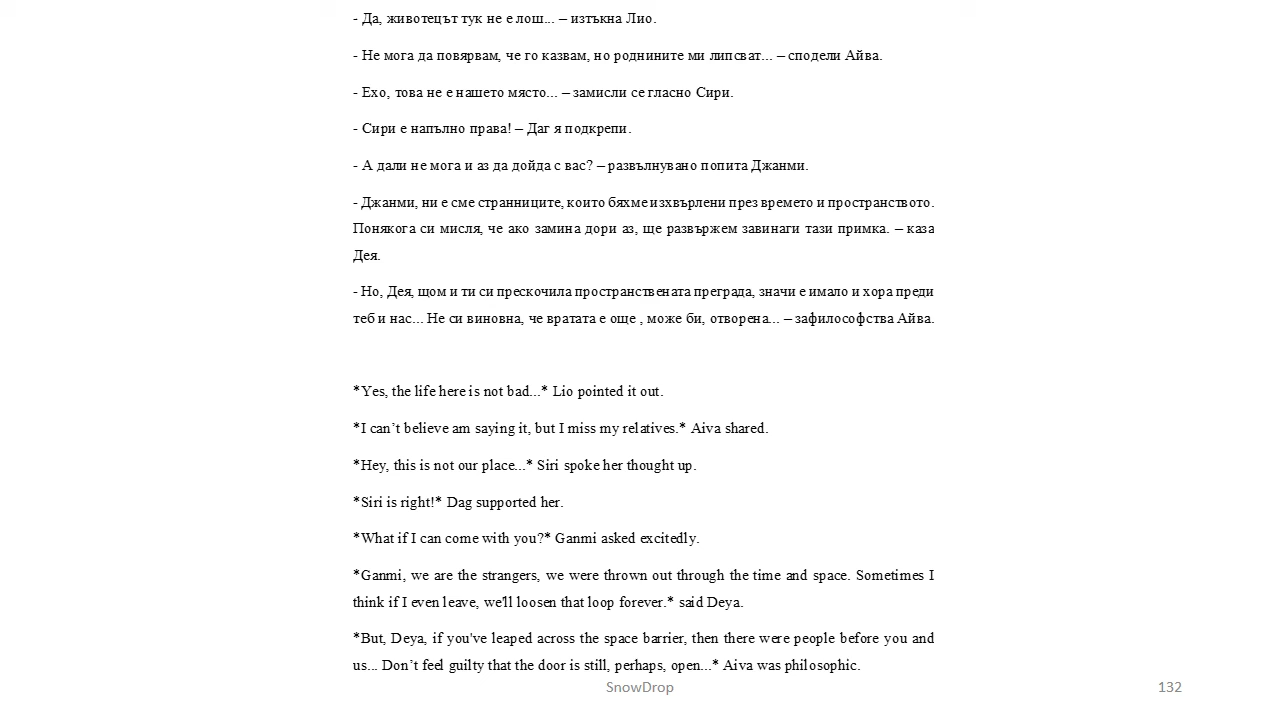 - Да, животецът тук не е лош... – изтъкна Лио.
- Не мога да повярвам, че го казвам, но роднините ми липсват... – сподели Айва.
- Ехо, това не е нашето място... – замисли се гласно Сири.
- Сири е напълно права! – Даг я подкрепи.
- А дали не мога и аз да дойда с вас? – развълнувано попита Джанми.
- Джанми, ни е сме странниците, които бяхме изхвърлени през времето и пространството.
Понякога си мисля, че ако замина дори аз, ще развържем завинаги тази примка. – каза
Дея.
- Но, Дея, щом и ти си прескочила пространствената преграда, значи е имало и хора преди
теб и нас... Не си виновна, че вратата е още , може би, отворена... – зафилософства Айва.
*Yes, the life here is not bad...* Lio pointed it out.
*I can’t believe am saying it, but I miss my relatives.* Aiva shared.
*Hey, this is not our place...* Siri spoke her thought up.
*Siri is right!* Dag supported her.
*What if I can come with you?* Ganmi asked excitedly.
*Ganmi, we are the strangers, we were thrown out through the time and space. Sometimes I
think if I even leave, we'll loosen that loop forever.* said Deya.
*But, Deya, if you've leaped across the space barrier, then there were people before you and
us... Don’t feel guilty that the door is still, perhaps, open...* Aiva was philosophic.
SnowDrop
132